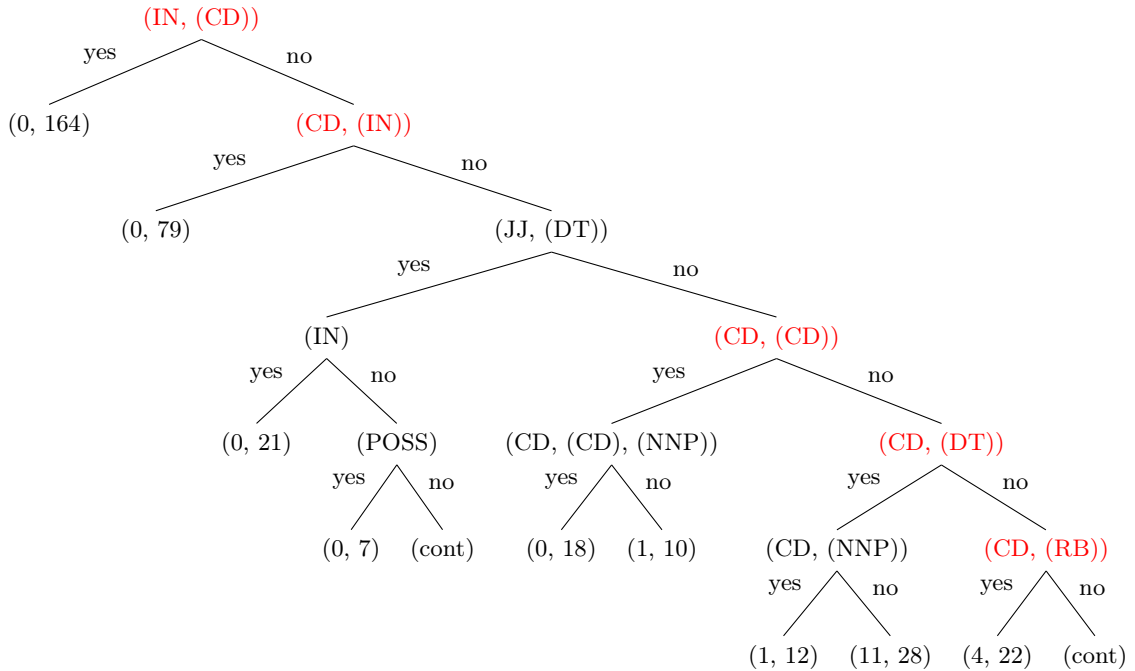 (IN, (CD))
yes
no
(0, 164)
(CD, (IN))
yes
no
(0, 79)
(JJ, (DT))
yes
no
(IN)
(CD, (CD))
yes
no
yes
no
(0, 21)
(POSS)
(CD, (CD), (NNP))
(CD, (DT))
yes
no
yes
no
yes
no
(0, 7)
(cont)
(0, 18)
(1, 10)
(CD, (NNP))
(CD, (RB))
yes
no
yes
no
(1, 12)
(11, 28)
(4, 22)
(cont)